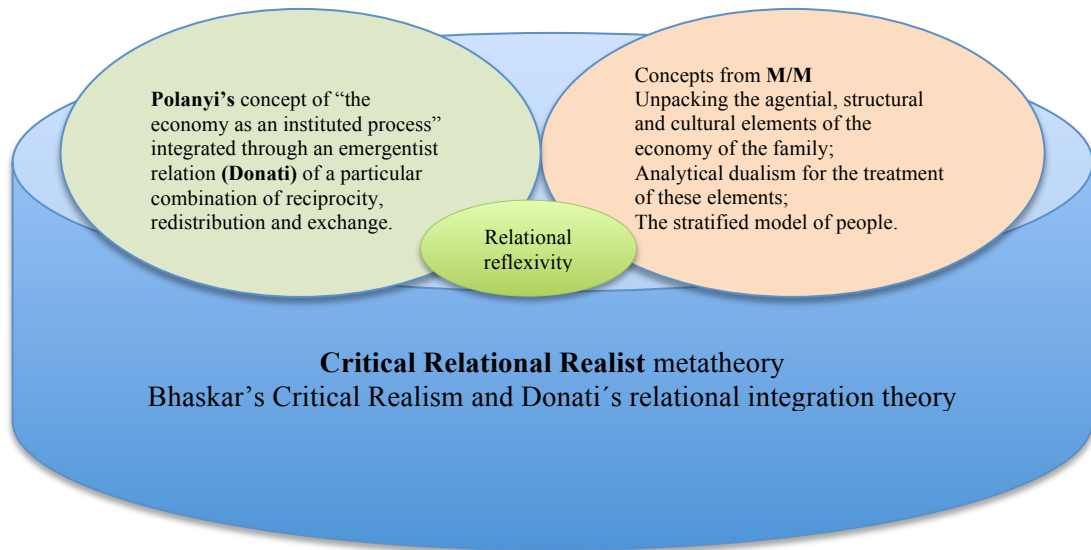 Polanyi's concept of “the
economy as an instituted process”
integrated through an emergentist
relation (Donati) of a particular
combination of reciprocity,
redistribution and exchange.
Concepts from M/M
Unpacking the agential, structural
and cultural elements of the
economy of the family;
Analytical dualism for the treatment
of these elements;
The stratified model of people.
Relational
reflexivity
Critical Relational Realist metatheory
Bhaskar’s Critical Realism and Donati´s relational integration theory